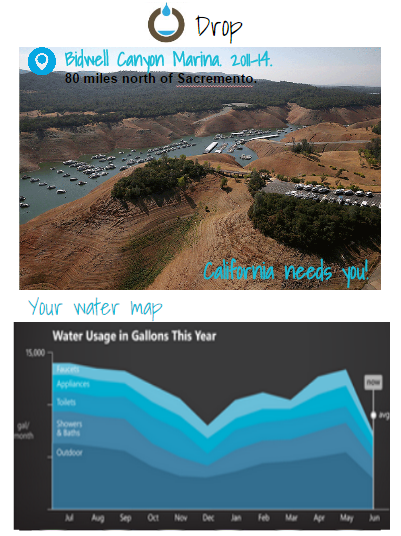 Drop
Bidwell Canyon Marina. 2011-14.
80 miles north of Sacremento.
California needs you!
Your water map
Water Usage in Gallons This Year
15,000
Faucets
Appliances
now
Toilets
avg
gal/
month
Showers
& Baths
Outdoor
Jul Aug Sep Oct Nov Dec Jan Feb Mar Apr May Jun